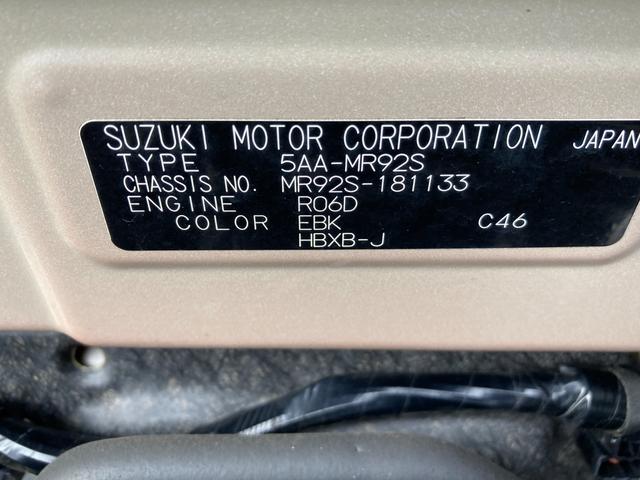 SUZUKI MOTOR CORPORATION JAPAN
TYPE 5AA-MR92S
CHASSIS NO. MR92S-181133
ENGINE R06D
COLOR EBK C46
HBXB-J